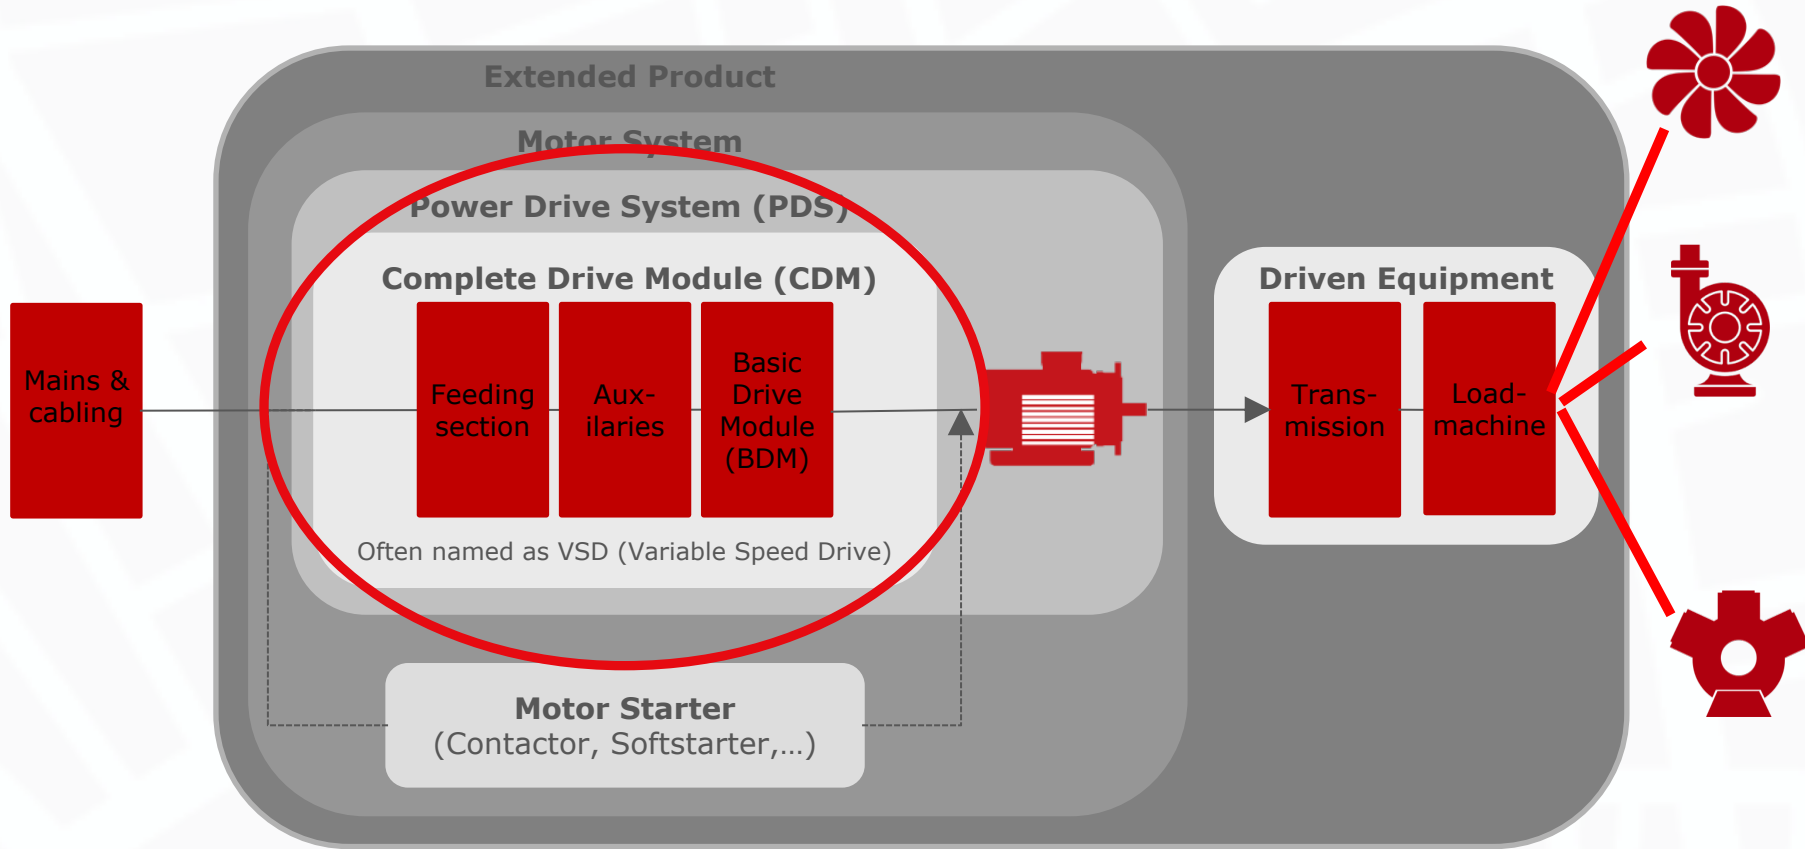 Extended Product
Motor System
Power Drive System (PDS)
Complete Drive Module (CDM)
Driven Equipment
Mains &
cabling
Feeding
section
Aux-
ilaries
Basic
Drive
Module
(BDM)
Trans-
mission
Load-
machine
Often named as VSD (Variable Speed Drive)
Motor Starter
(Contactor, Softstarter,...)